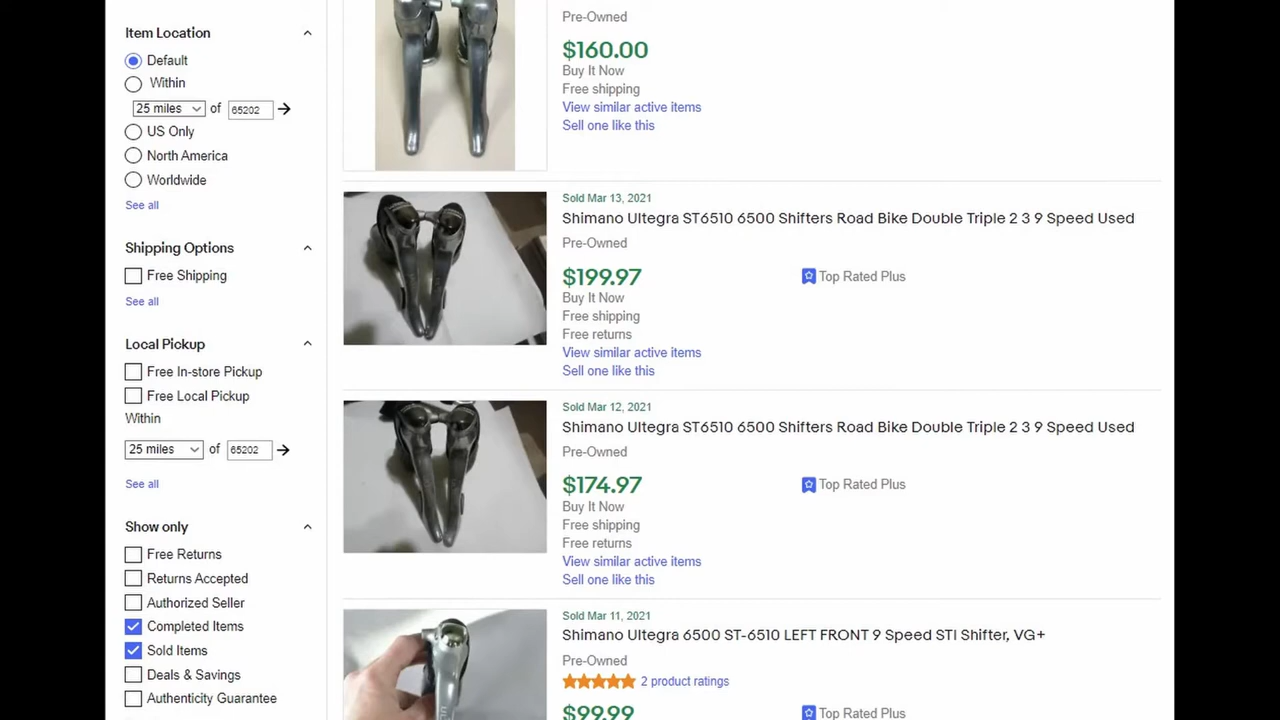 Item Location
Default
Within
25 miles of 65202
US Only
North America
Worldwide
See all
Shipping Options
Free Shipping
See all
Local Pickup
Free In-store Pickup
Free Local Pickup
Within
25 miles of 65202
See all
Show only
Free Returns
Returns Accepted
Authorized Seller
Completed Items
Sold Items
Deals & Savings
Authenticity Guarantee
Pre-Owned
$160.00
Buy It Now
Free shipping
View similar active items
Sell one like this
Sold Mar 13, 2021
Shimano Ultegra ST6510 6500 Shifters Road Bike Double Triple 2 3 9 Speed Used
Pre-Owned
$199.97
Top Rated Plus
Buy It Now
Free shipping
Free returns
View similar active items
Sell one like this
Sold Mar 12, 2021
Shimano Ultegra ST6510 6500 Shifters Road Bike Double Triple 2 3 9 Speed Used
Pre-Owned
$174.97
Top Rated Plus
Buy It Now
Free shipping
Free returns
View similar active items
Sell one like this
Sold Mar 11, 2021
Shimano Ultegra 6500 ST-6510 LEFT FRONT 9 Speed STI Shifter, VG+
Pre-Owned
2 product ratings
$99.99
Top Rated Plus